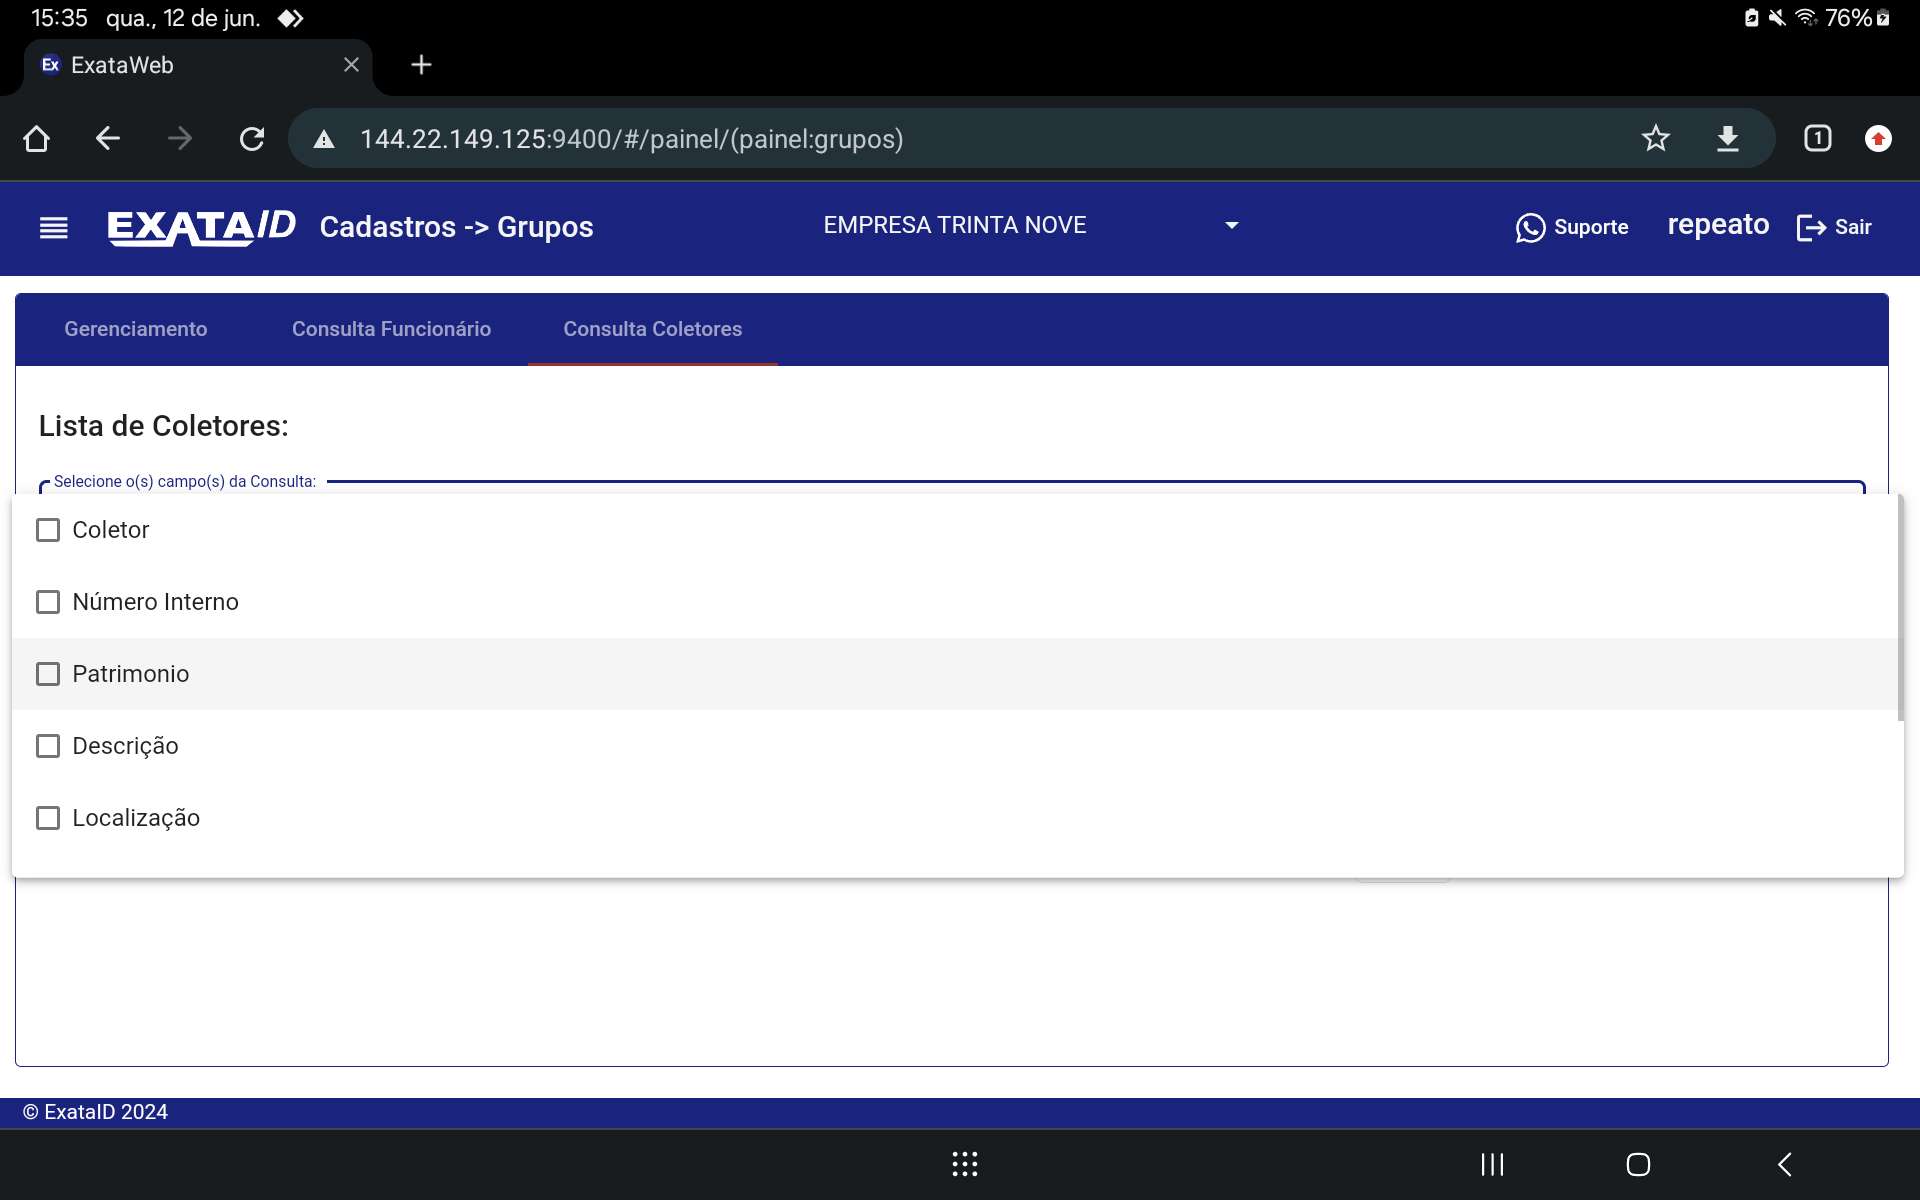 15:35 qua., 12 de jun. 76%
Ex ExataWeb
144.22.149.125:9400/#/painel/(painel:grupos) 1
EXATAID Cadastros -> Grupos EMPRESA TRINTA NOVE Suporte repeato Sair
Gerenciamento Consulta Funcionário Consulta Coletores
Lista de Coletores:
Selecione o(s) campo(s) da Consulta:
Coletor
Número Interno
Patrimonio
Descrição
Localização
© ExataID 2024